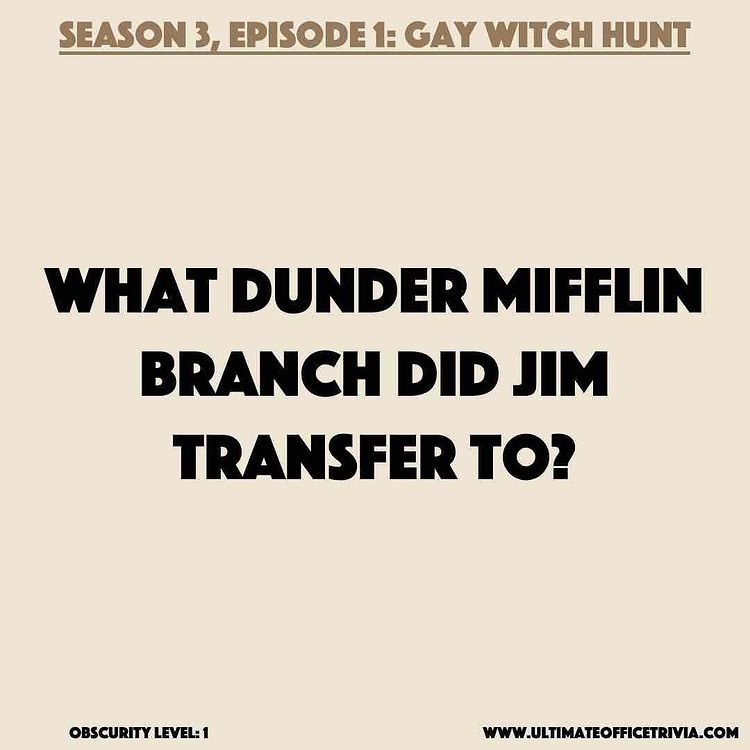 SEASON 3, EPISODE 1: GAY WITCH HUNT
WHAT DUNDER MIFFLIN
BRANCH DID JIM
TRANSFER TO?
OBSCURITY LEVEL: 1
WWW.ULTIMATEOFFICETRIVIA.COM